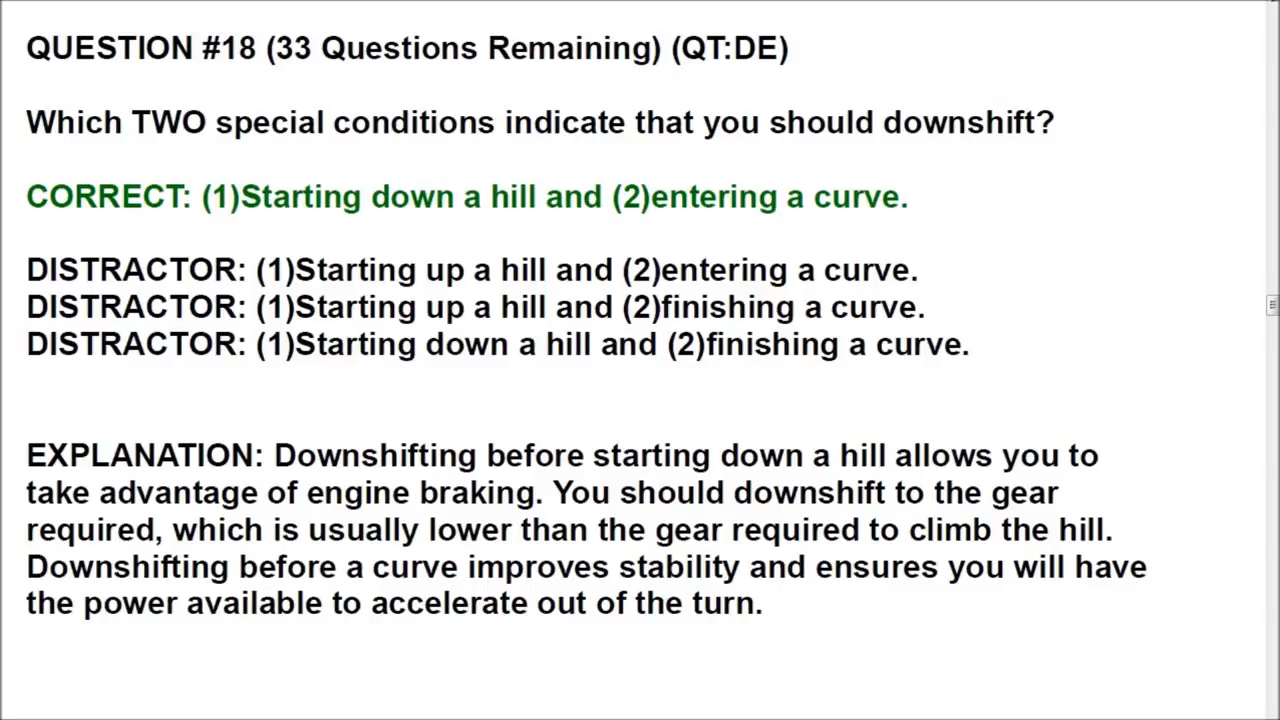 QUESTION #18 (33 Questions Remaining) (QT:DE)
Which TWO special conditions indicate that you should downshift?
CORRECT: (1)Starting down a hill and (2)entering a curve.
DISTRACTOR: (1)Starting up a hill and (2)entering a curve.
DISTRACTOR: (1)Starting up a hill and (2)finishing a curve.
DISTRACTOR: (1)Starting down a hill and (2)finishing a curve.
EXPLANATION: Downshifting before starting down a hill allows you to
take advantage of engine braking. You should downshift to the gear
required, which is usually lower than the gear required to climb the hill.
Downshifting before a curve improves stability and ensures you will have
the power available to accelerate out of the turn.